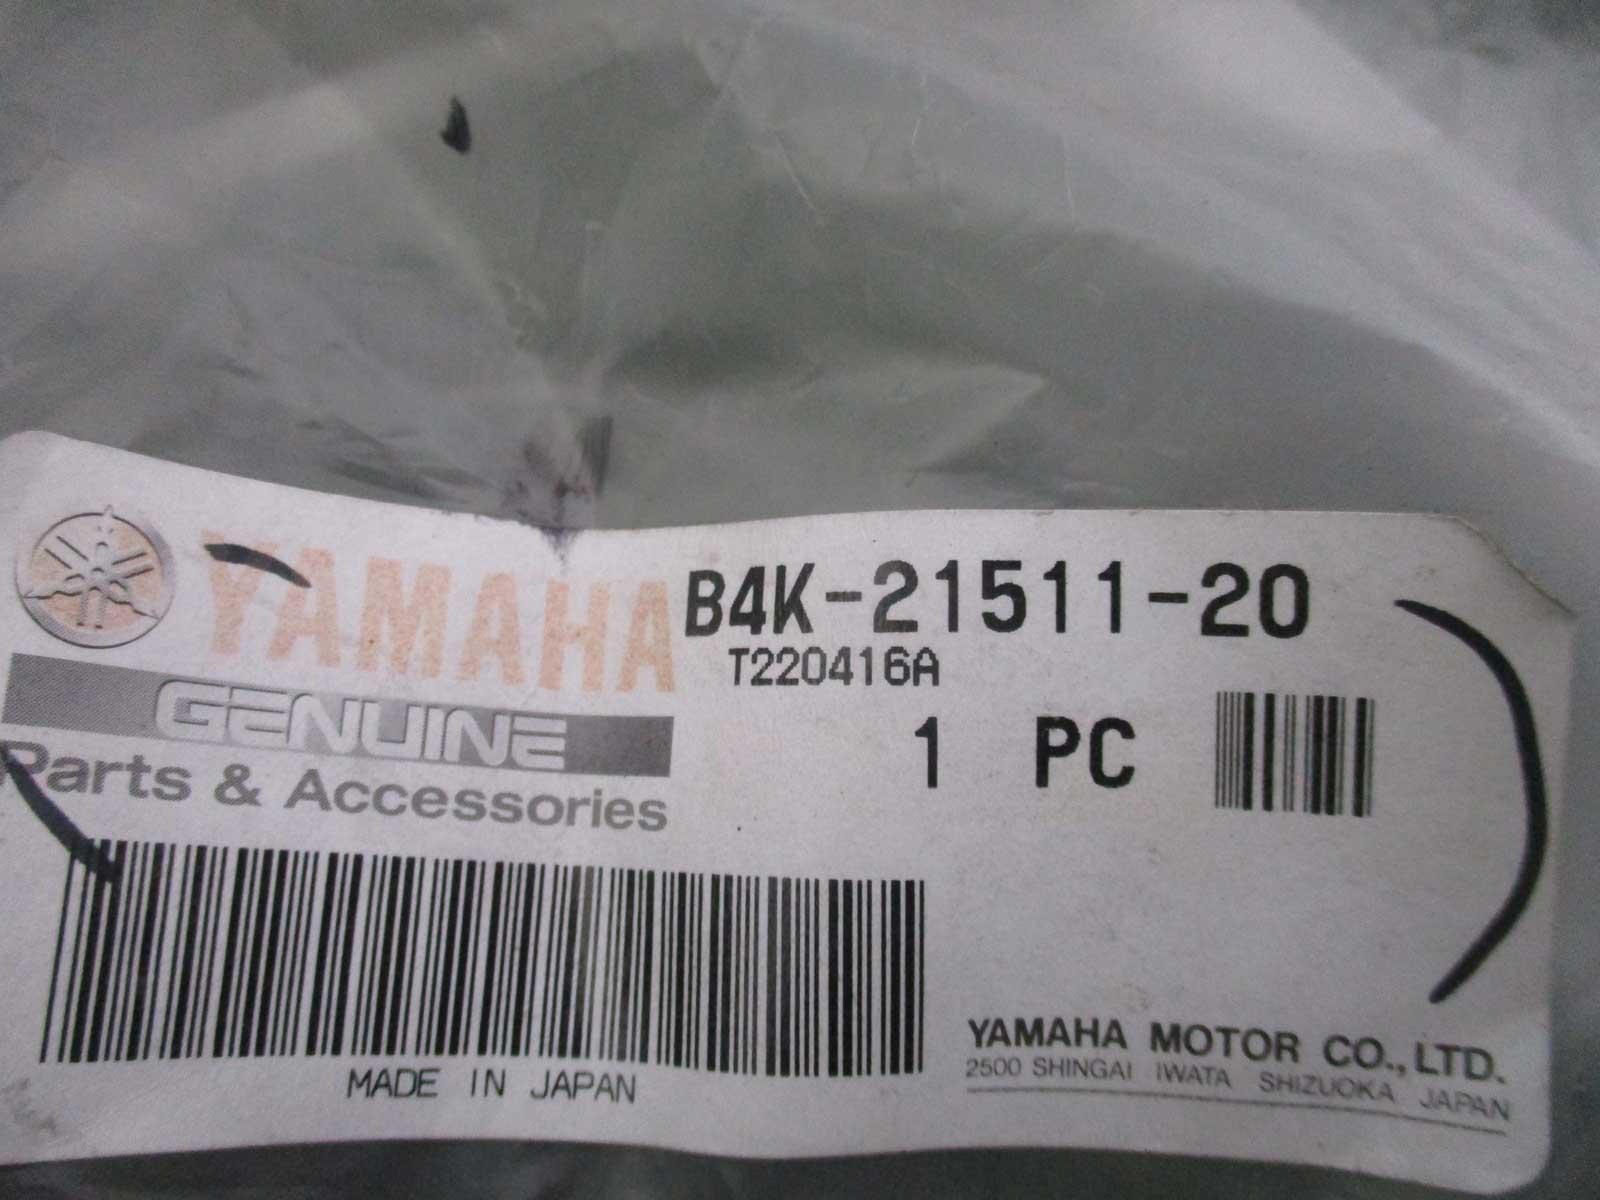 YAMAHA
GENUINE
Parts & Accessories
B4K-21511-20
T220416A
1 PC
MADE IN JAPAN
YAMAHA MOTOR CO., LTD.
2500 SHINGAI IWATA SHIZUOKA JAPAN